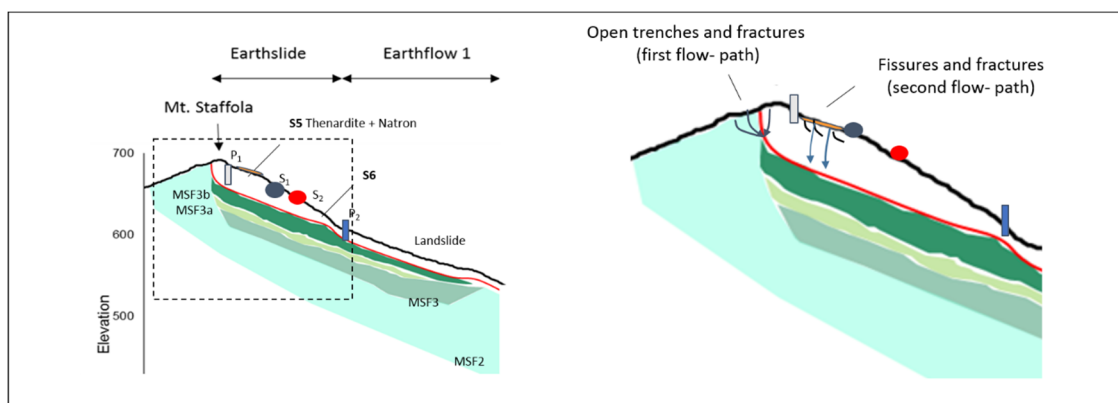 Earthslide
Earthflow 1
Mt. Staffola
S5 Thenardite + Natron
700
P1
S1
S6
S2
MSF3b
MSF3a
P2
600
Landslide
MSF3
500
MSF2
Elevation
Open trenches and fractures
(first flow- path)
Fissures and fractures
(second flow- path)